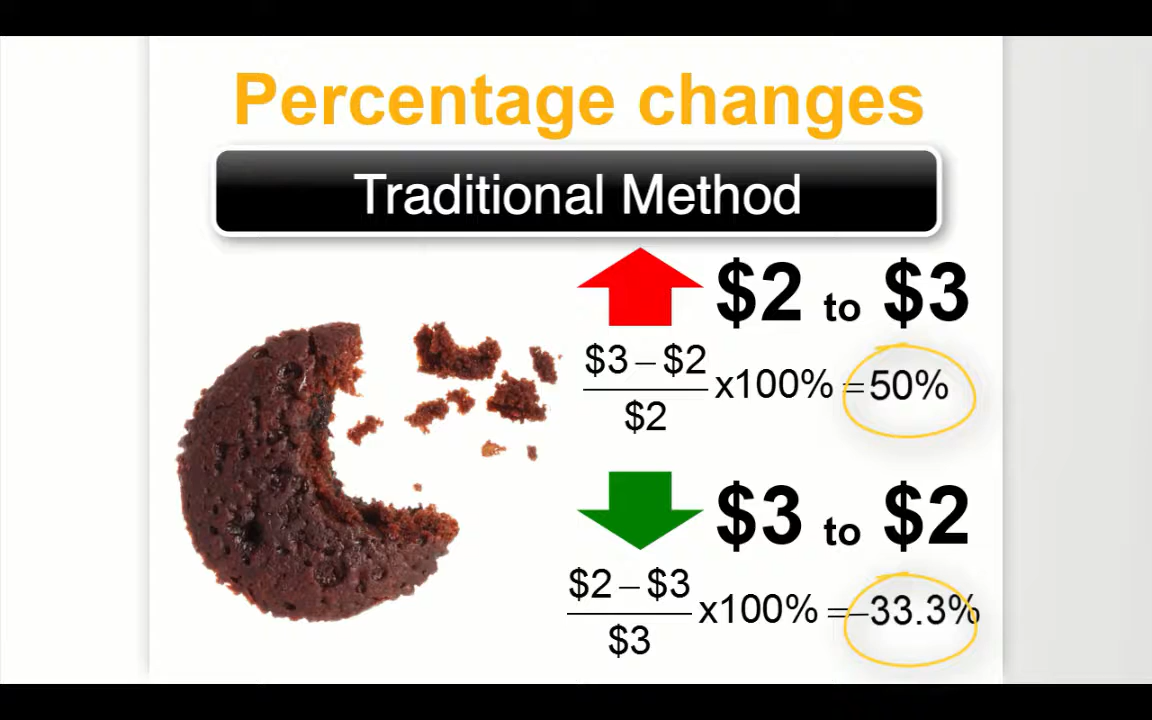 Percentage changes
Traditional Method
$2 to $3
$3 – $2
x100% = 50%
$2
$3 to $2
$2 – $3
x100% = –33.3%
$3